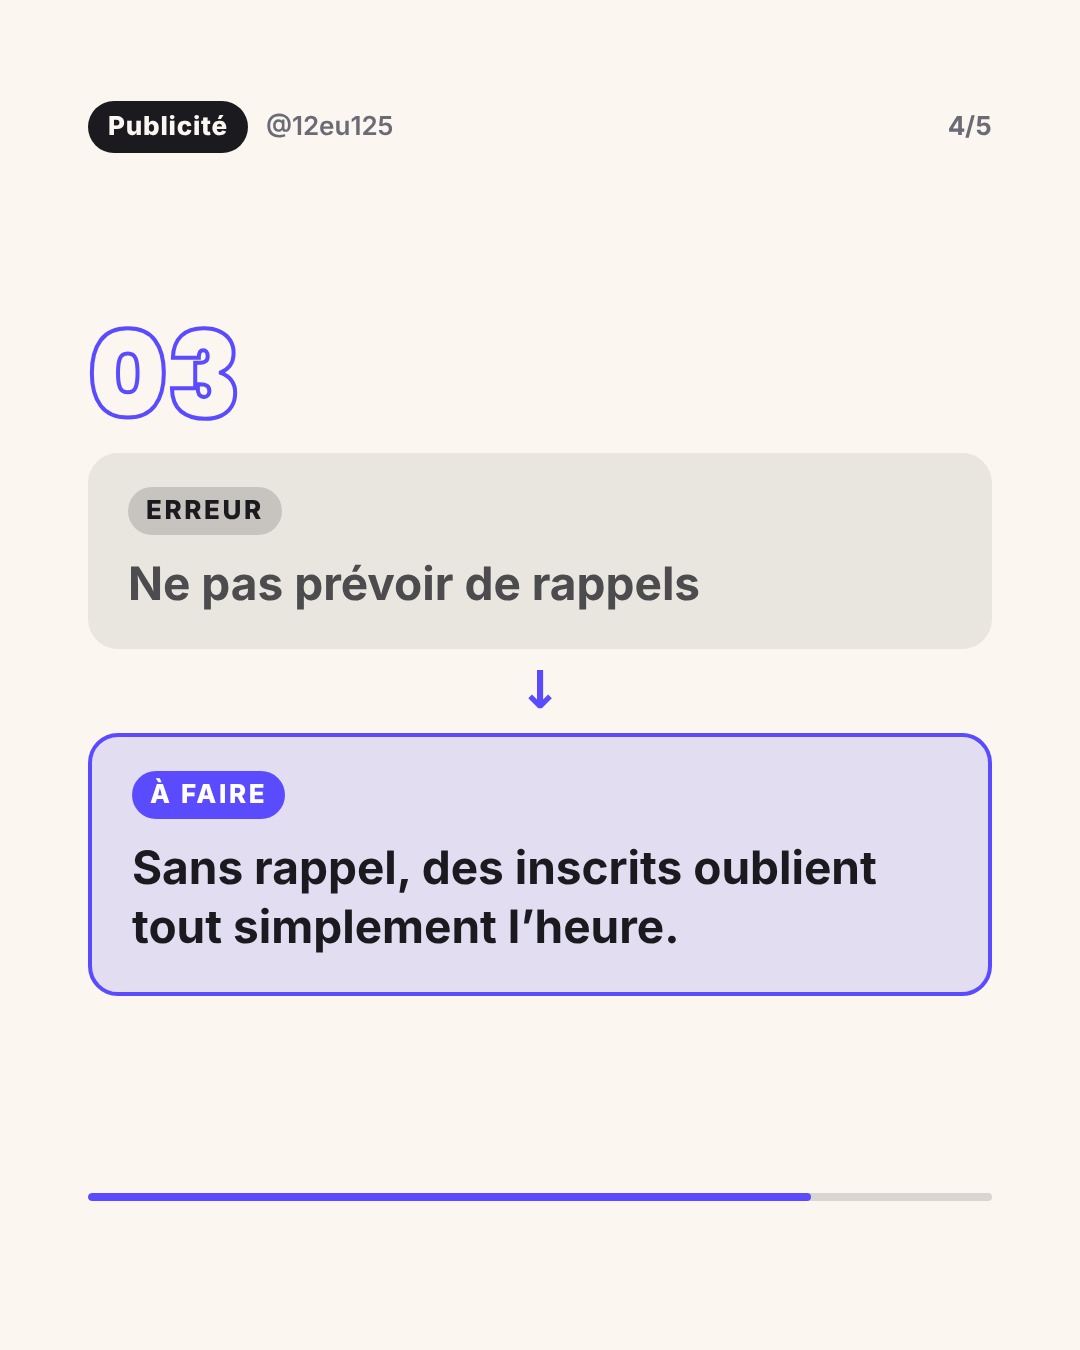 Publicité @12eu125 4/5
03
ERREUR
Ne pas prévoir de rappels
↓
À FAIRE
Sans rappel, des inscrits oublient
tout simplement l’heure.